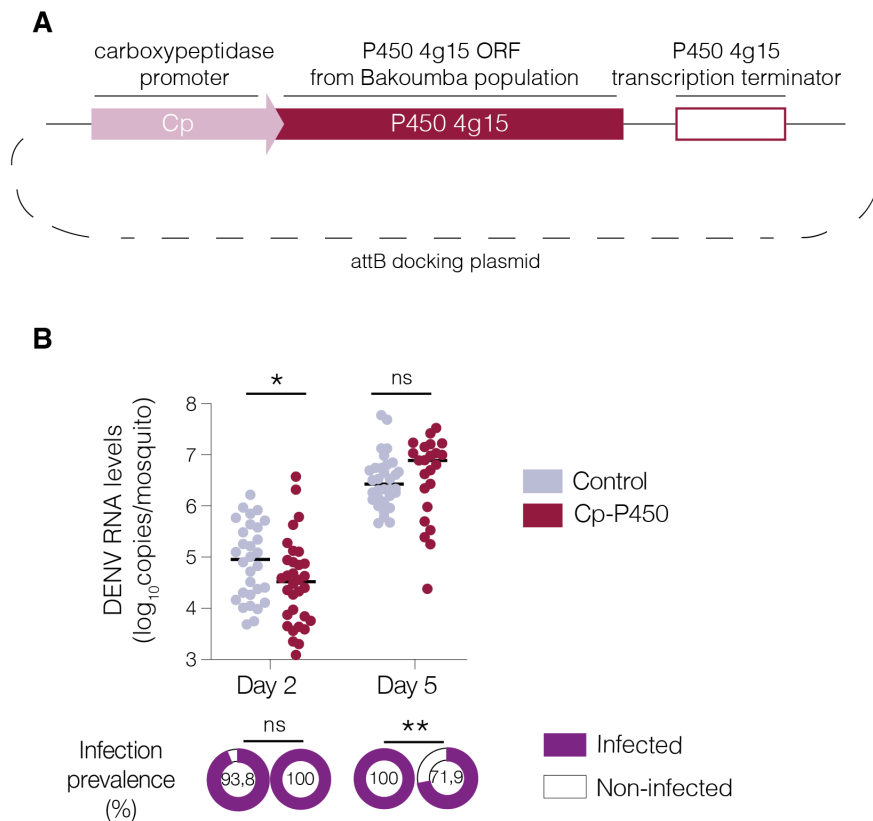 A
carboxypeptidase
promoter
P450 4g15 ORF
from Bakoumba population
P450 4g15
transcription terminator
Cp
P450 4g15
attB docking plasmid
B
DENV RNA levels
(log10copies/mosquito)
8
7
6
5
4
3
*
ns
Day 2
Day 5
Control
Cp-P450
Infection
prevalence
(%)
ns
**
93,8
100
100
71,9
Infected
Non-infected